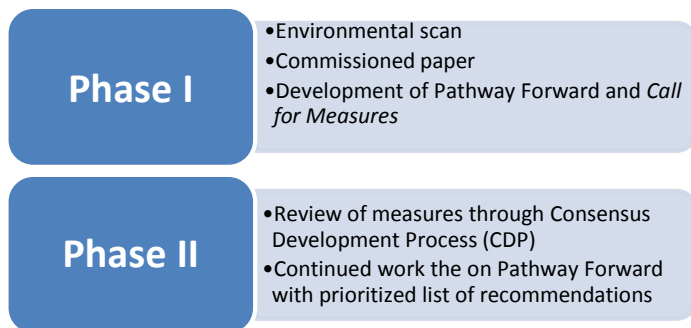 Phase I
•Environmental scan
•Commissioned paper
•Development of Pathway Forward and Call
for Measures
Phase II
•Review of measures through Consensus
Development Process (CDP)
•Continued work the on Pathway Forward
with prioritized list of recommendations